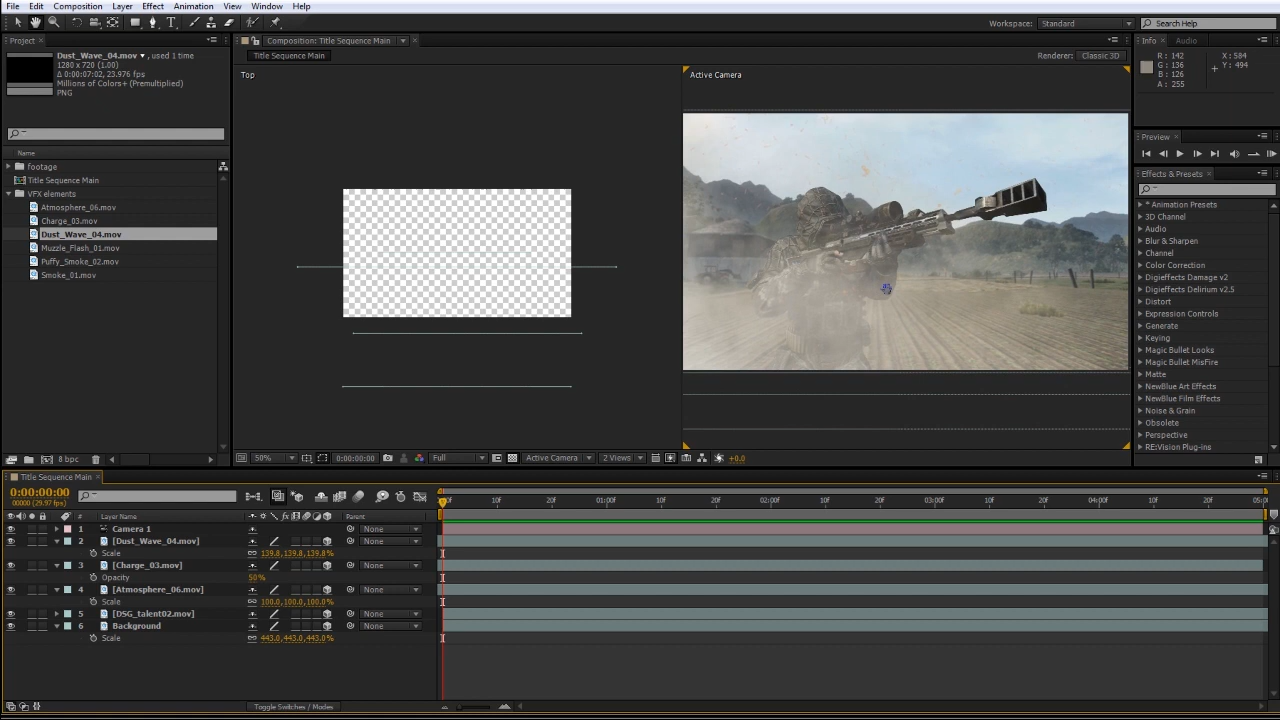 File Edit Composition Layer Effect Animation View Window Help
Workspace: Standard
Search Help
Project
Dust_Wave_04.mov , used 1 time
1280 x 720 (1.00)
Δ 0:00:07:02, 23.976 fps
Millions of Colors+ (Premultiplied)
PNG
Name
footage
Title Sequence Main
VFX elements
Atmosphere_06.mov
Charge_03.mov
Dust_Wave_04.mov
Muzzle_Flash_01.mov
Puffy_Smoke_02.mov
Smoke_01.mov
8 bpc
Composition: Title Sequence Main
Title Sequence Main
Renderer: Classic 3D
Top
Active Camera
50% 0:00:00:00 Full Active Camera 2 Views +0.0
Info Audio
R : 142
G : 136
B : 126
A : 255
X : 584
Y : 494
Preview
Effects & Presets
* Animation Presets
3D Channel
Audio
Blur & Sharpen
Channel
Color Correction
Digieffects Damage v2
Digieffects Delirium v2.5
Distort
Expression Controls
Generate
Keying
Magic Bullet Looks
Magic Bullet MisFire
Matte
NewBlue Art Effects
NewBlue Film Effects
Noise & Grain
Obsolete
Perspective
RE:Vision Plug-ins
Title Sequence Main
0:00:00:00
00000 (29.97 fps)
10f 20f 01:00f 10f 20f 02:00f 10f 20f 03:00f 10f 20f 04:00f 10f 20f
# Layer Name Parent
1 Camera 1 None
2 [Dust_Wave_04.mov] None
Scale 139.8,139.8,139.8%
3 [Charge_03.mov] None
Opacity 50%
4 [Atmosphere_06.mov] None
Scale 100.0,100.0,100.0%
5 [DSG_talent02.mov] None
6 Background None
Scale 443.0,443.0,443.0%
Toggle Switches / Modes